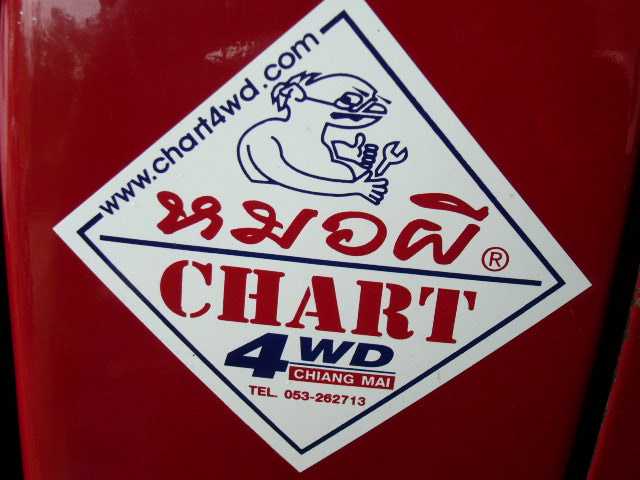 www.chart4wd.com
หมอผี ®
CHART
4WD
CHIANG MAI
TEL. 053-262713